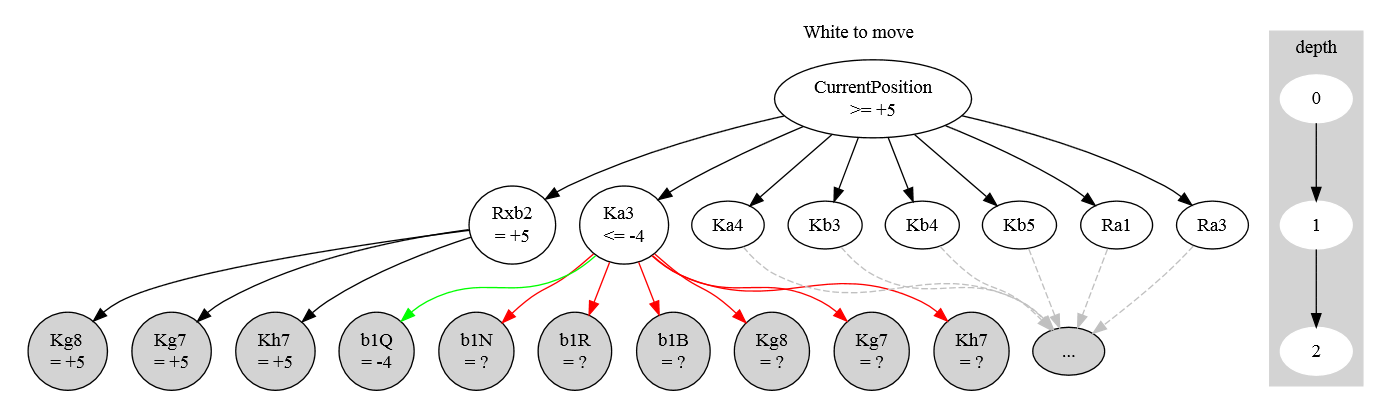 White to move
depth
CurrentPosition
>= +5
0
Rxb2
= +5
Ka3
<= -4
Ka4
Kb3
Kb4
Kb5
Ra1
Ra3
1
Kg8
= +5
Kg7
= +5
Kh7
= +5
b1Q
= -4
b1N
= ?
b1R
= ?
b1B
= ?
Kg8
= ?
Kg7
= ?
Kh7
= ?
...
2